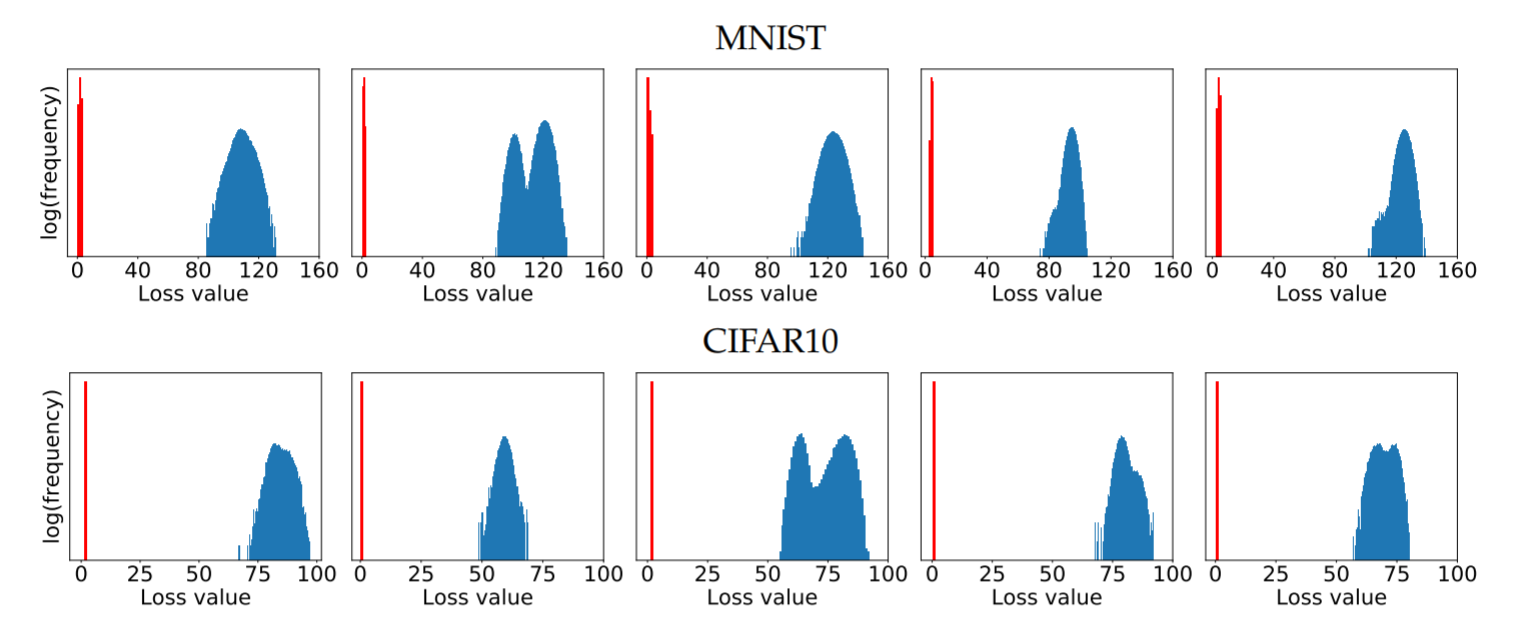 MNIST
log(frequency)
0 40 80 120 160 0 40 80 120 160 0 40 80 120 160 0 40 80 120 160 0 40 80 120 160
Loss value Loss value Loss value Loss value Loss value
CIFAR10
log(frequency)
0 25 50 75 100 0 25 50 75 100 0 25 50 75 100 0 25 50 75 100 0 25 50 75 100
Loss value Loss value Loss value Loss value Loss value